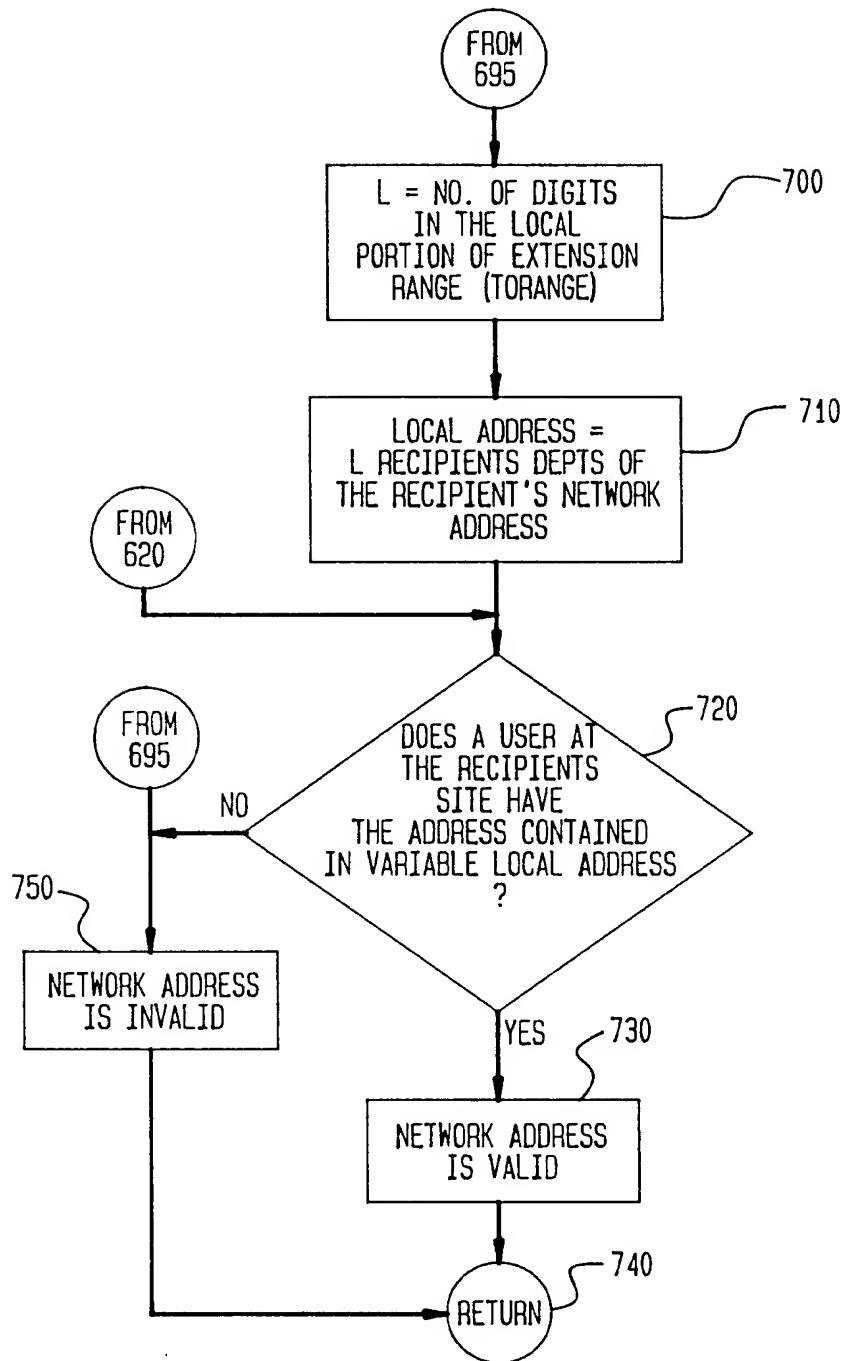 FROM
695
L = NO. OF DIGITS
IN THE LOCAL
PORTION OF EXTENSION
RANGE (TORANGE)
700
LOCAL ADDRESS =
L RECIPIENTS DEPTS OF
THE RECIPIENT'S NETWORK
ADDRESS
710
FROM
620
FROM
695
DOES A USER AT
THE RECIPIENTS
SITE HAVE
THE ADDRESS CONTAINED
IN VARIABLE LOCAL ADDRESS
?
720
NO
750
NETWORK ADDRESS
IS INVALID
YES
730
NETWORK ADDRESS
IS VALID
RETURN
740